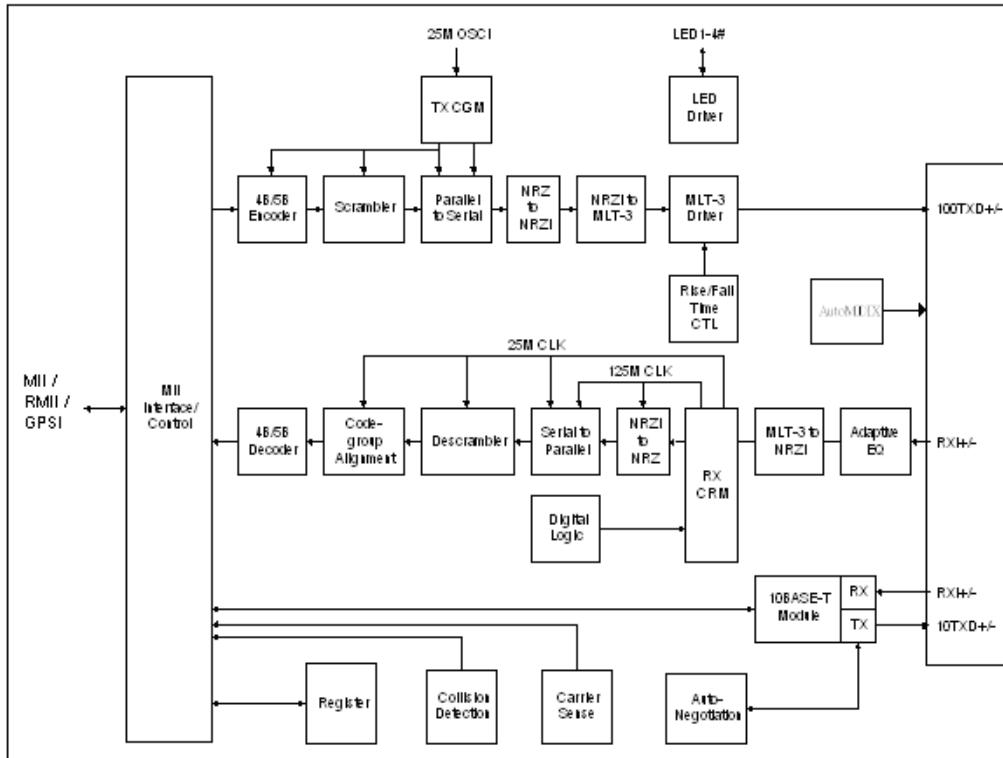 25M OSCI
LED1-4#
TX CGM
LED
Driver
4B/5B
Encoder
Scrambler
Parallel
to Serial
NRZ
to
NRZI
NRZI to
MLT-3
MLT-3
Driver
100TXD+/-
Rise/Fall
Time
CTL
AutoMDIX
25M CLK
125M CLK
MII /
RMII /
GPSI
MII
Interface/
Control
4B/5B
Decoder
Code-
group
Alignment
Descrambler
Serial to
Parallel
NRZI
to
NRZ
RX
CRM
MLT-3 to
NRZI
Adaptive
EQ
RXI+/-
Digital
Logic
10BASE-T
Module
RX
TX
RXI+/-
10TXD+/-
Register
Collision
Detection
Carrier
Sense
Auto-
Negotiation